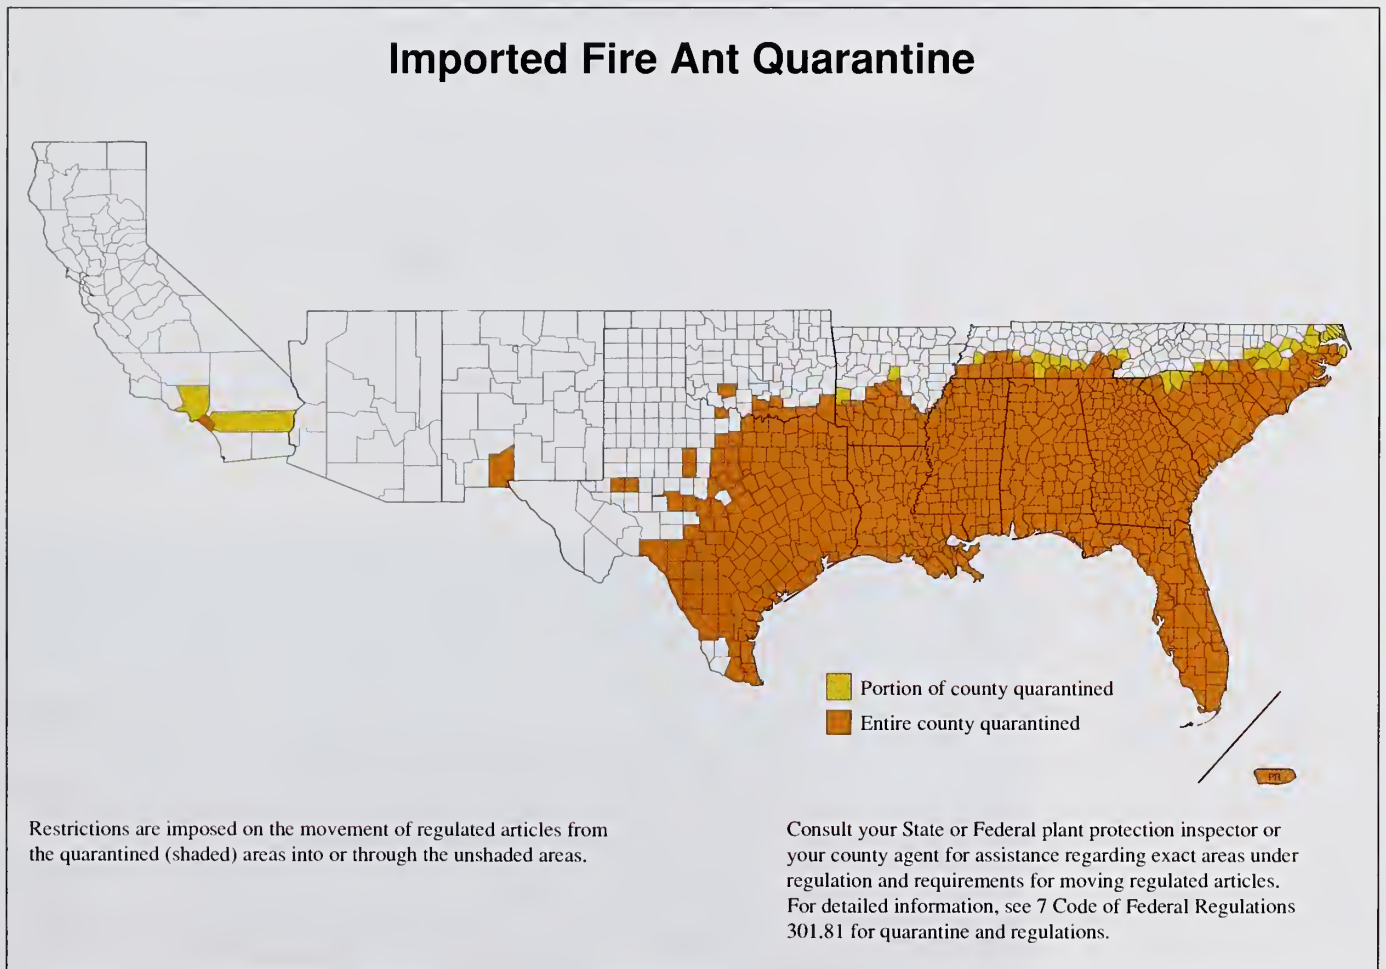 Imported Fire Ant Quarantine
Portion of county quarantined
Entire county quarantined
PR
Restrictions are imposed on the movement of regulated articles from
the quarantined (shaded) areas into or through the unshaded areas.
Consult your State or Federal plant protection inspector or
your county agent for assistance regarding exact areas under
regulation and requirements for moving regulated articles.
For detailed information, see 7 Code of Federal Regulations
301.81 for quarantine and regulations.